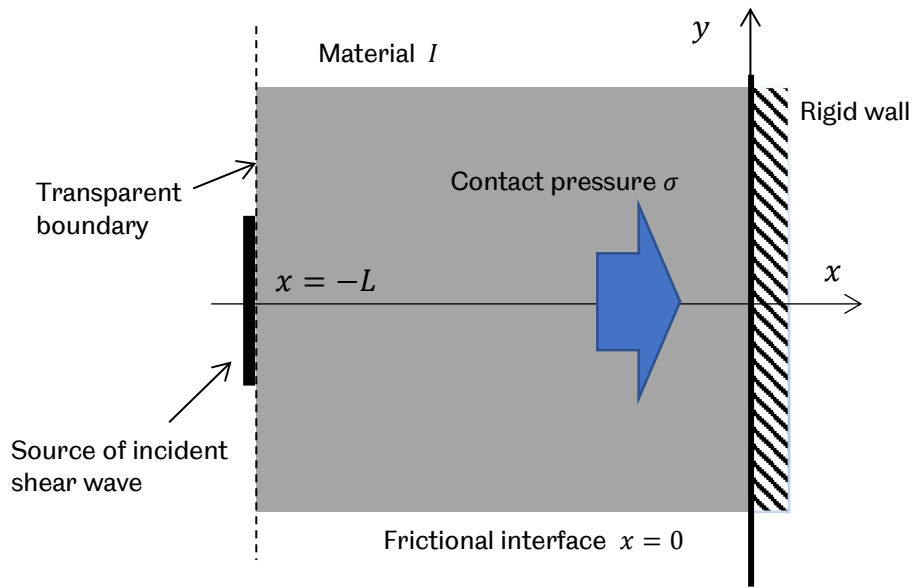 y
Material I
Rigid wall
Transparent
boundary
Contact pressure σ
x = −L
x
Source of incident
shear wave
Frictional interface x = 0